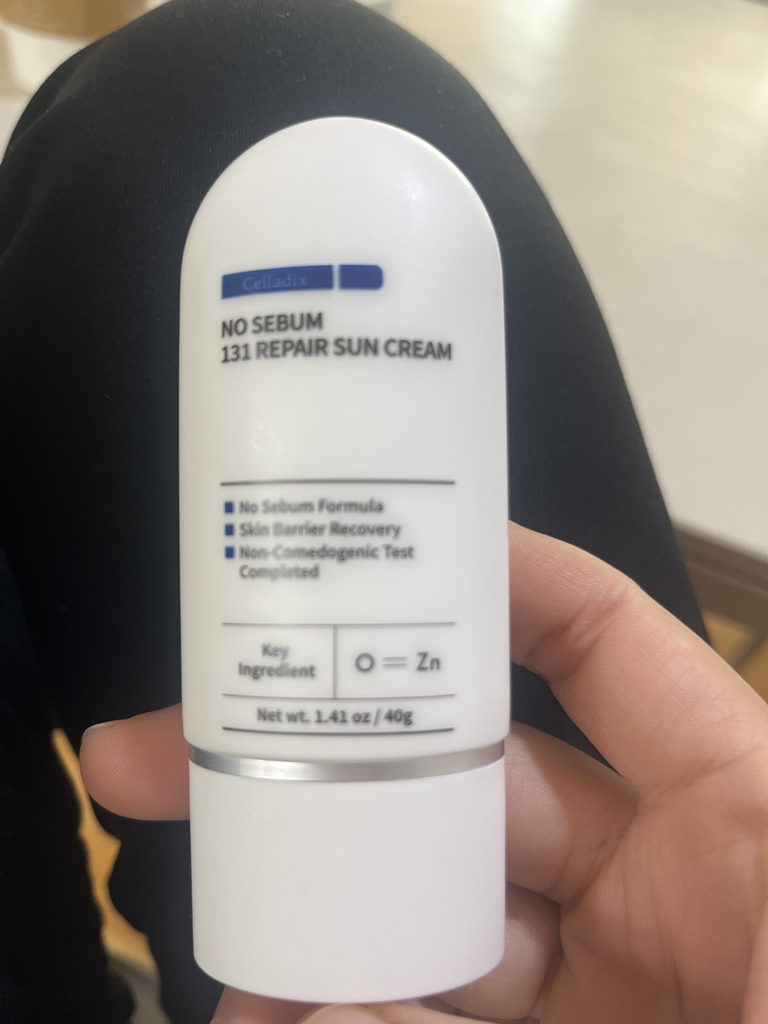 Celladix
NO SEBUM
131 REPAIR SUN CREAM
No Sebum Formula
Skin Barrier Recovery
Non-Comedogenic Test
Completed
Key
Ingredient
O=Zn
Net wt. 1.41 oz / 40g